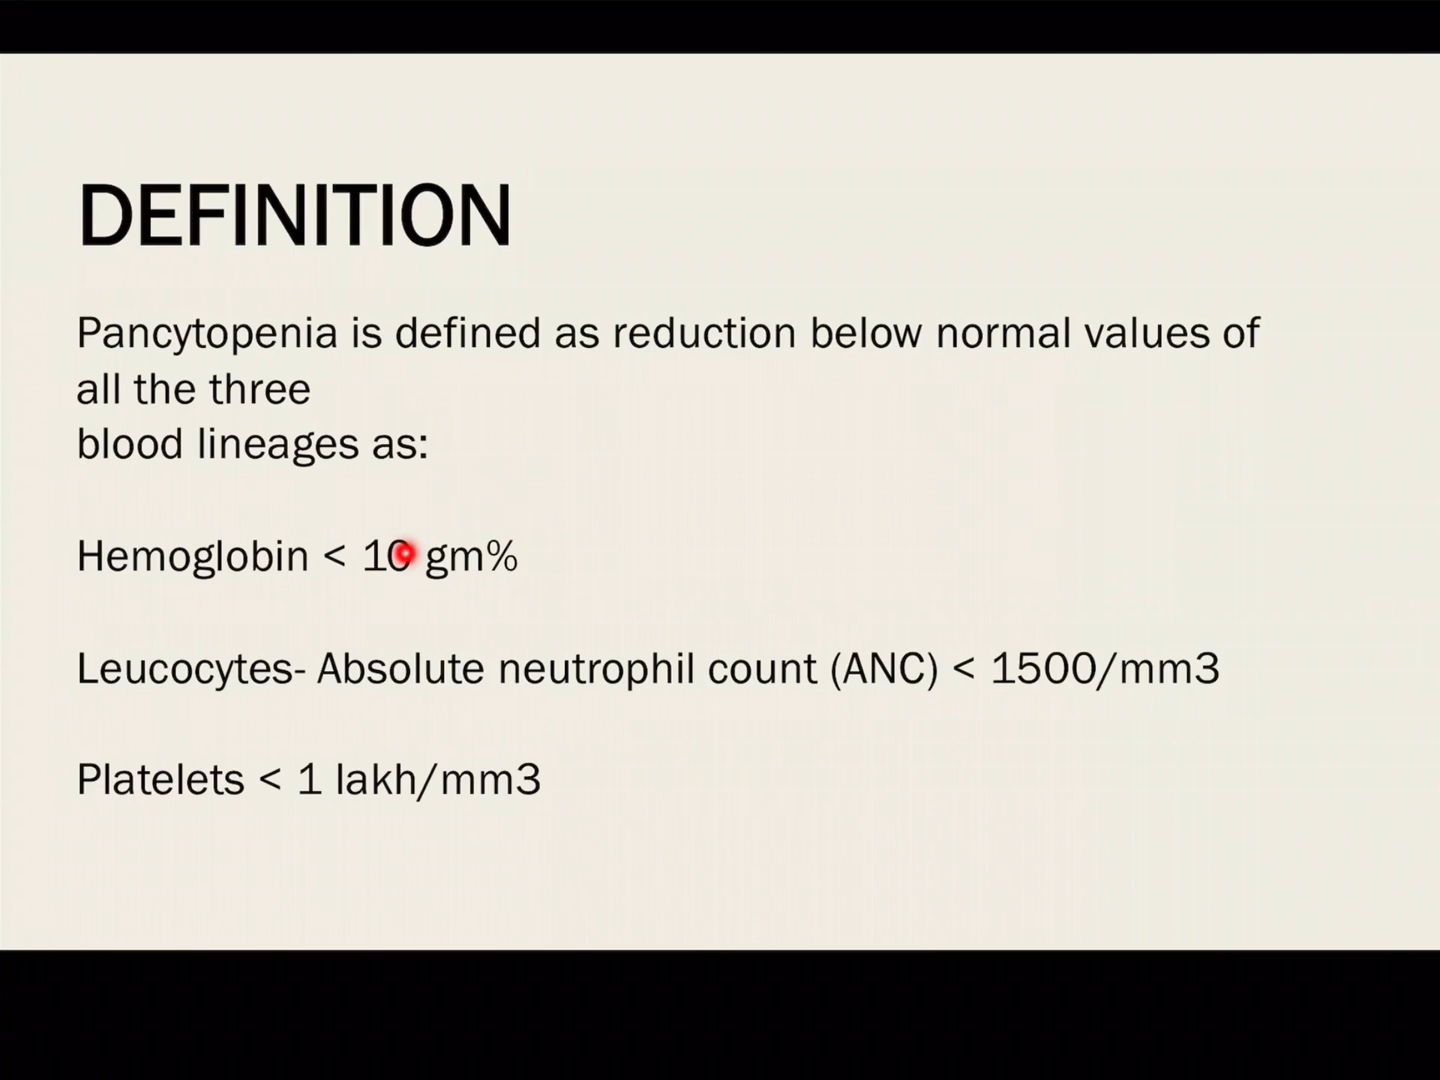 DEFINITION
Pancytopenia is defined as reduction below normal values of
all the three
blood lineages as:
Hemoglobin < 10 gm%
Leucocytes- Absolute neutrophil count (ANC) < 1500/mm3
Platelets < 1 lakh/mm3